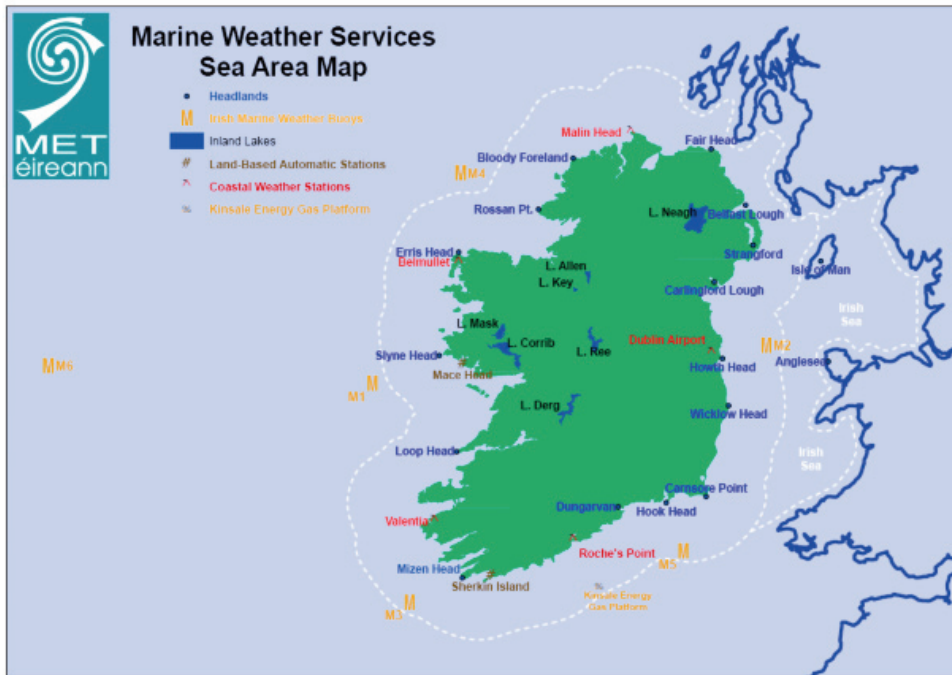 MET
éireann
Marine Weather Services
Sea Area Map
Headlands
M Irish Marine Weather Buoys
Inland Lakes
# Land-Based Automatic Stations
Coastal Weather Stations
% Kinsale Energy Gas Platform
Malin Head
Fair Head
Bloody Foreland
M M4
Rossan Pt.
L. Neagh
Belfast Lough
Strangford
Erris Head
Belmullet
L. Allen
Isle of Man
L. Key
Carlingford Lough
Irish
Sea
L. Mask
L. Corrib
L. Ree
Dublin Airport
M M2
Slyne Head
Howth Head
Anglesea
M M6
Mace Head
#
M
M1
L. Derg
Wicklow Head
Loop Head
Irish
Sea
Carnsore Point
Dungarvan
Hook Head
Valentia
Roche's Point
M
M5
Mizen Head
#
Sherkin Island
%
Kinsale Energy
Gas Platform
M
M3